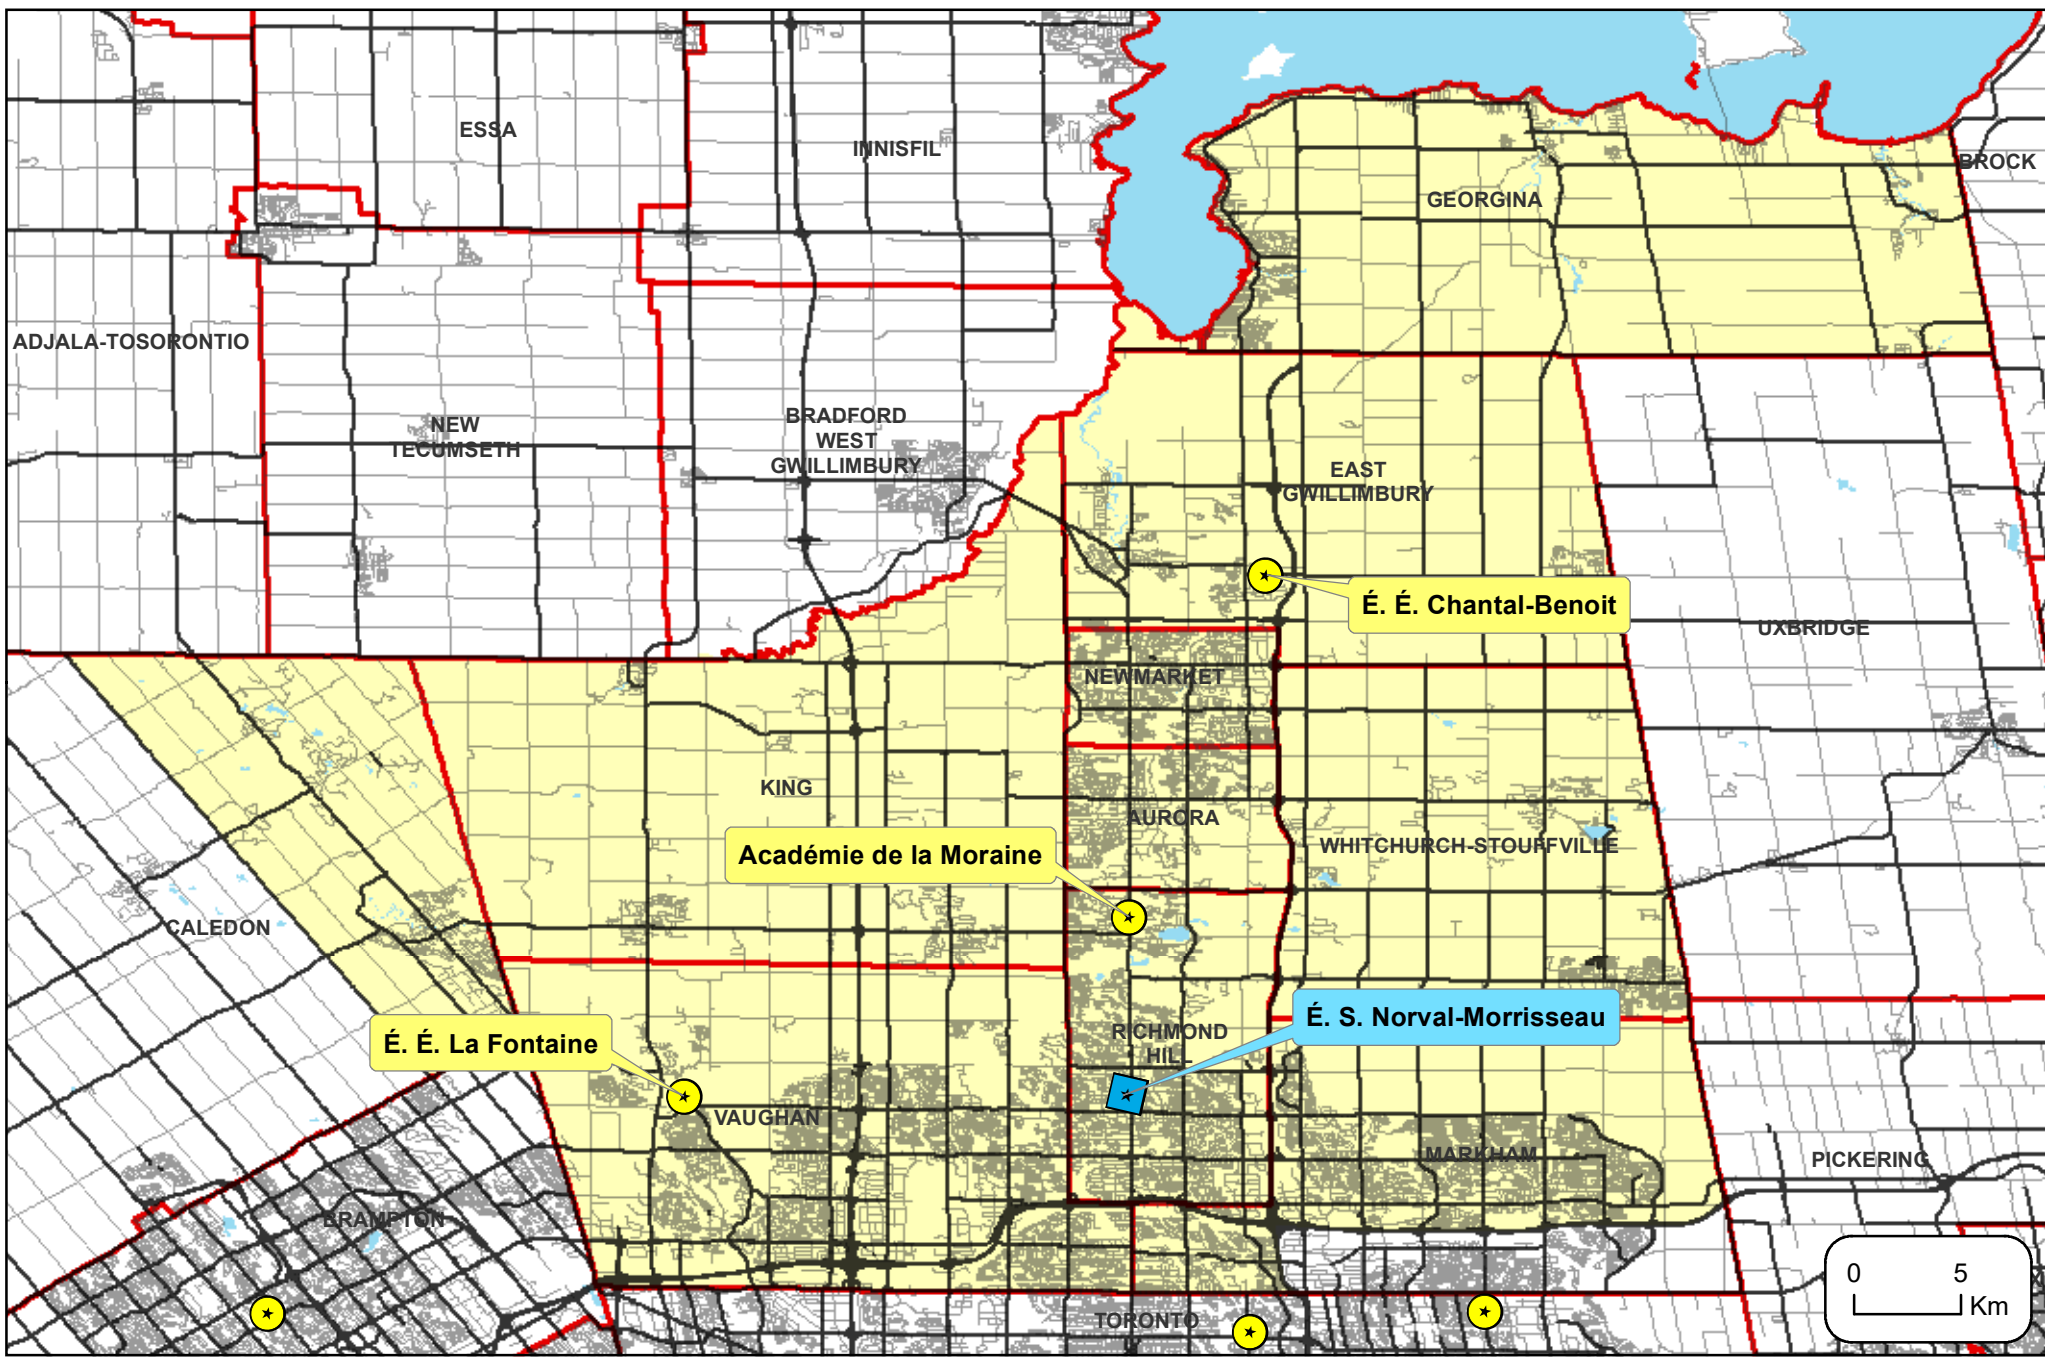 ESSA
INNISFIL
BROCK
GEORGINA
ADJALA-TOSORONTIO
NEW
TECUMSETH
BRADFORD
WEST
GWILLIMBURY
EAST
GWILLIMBURY
É. É. Chantal-Benoit
UXBRIDGE
NEWMARKET
KING
AURORA
WHITCHURCH-STOUFFVILLE
Académie de la Moraine
CALEDON
É. S. Norval-Morrisseau
RICHMOND
HILL
É. É. La Fontaine
VAUGHAN
MARKHAM
PICKERING
BRAMPTON
TORONTO
0 5
Km